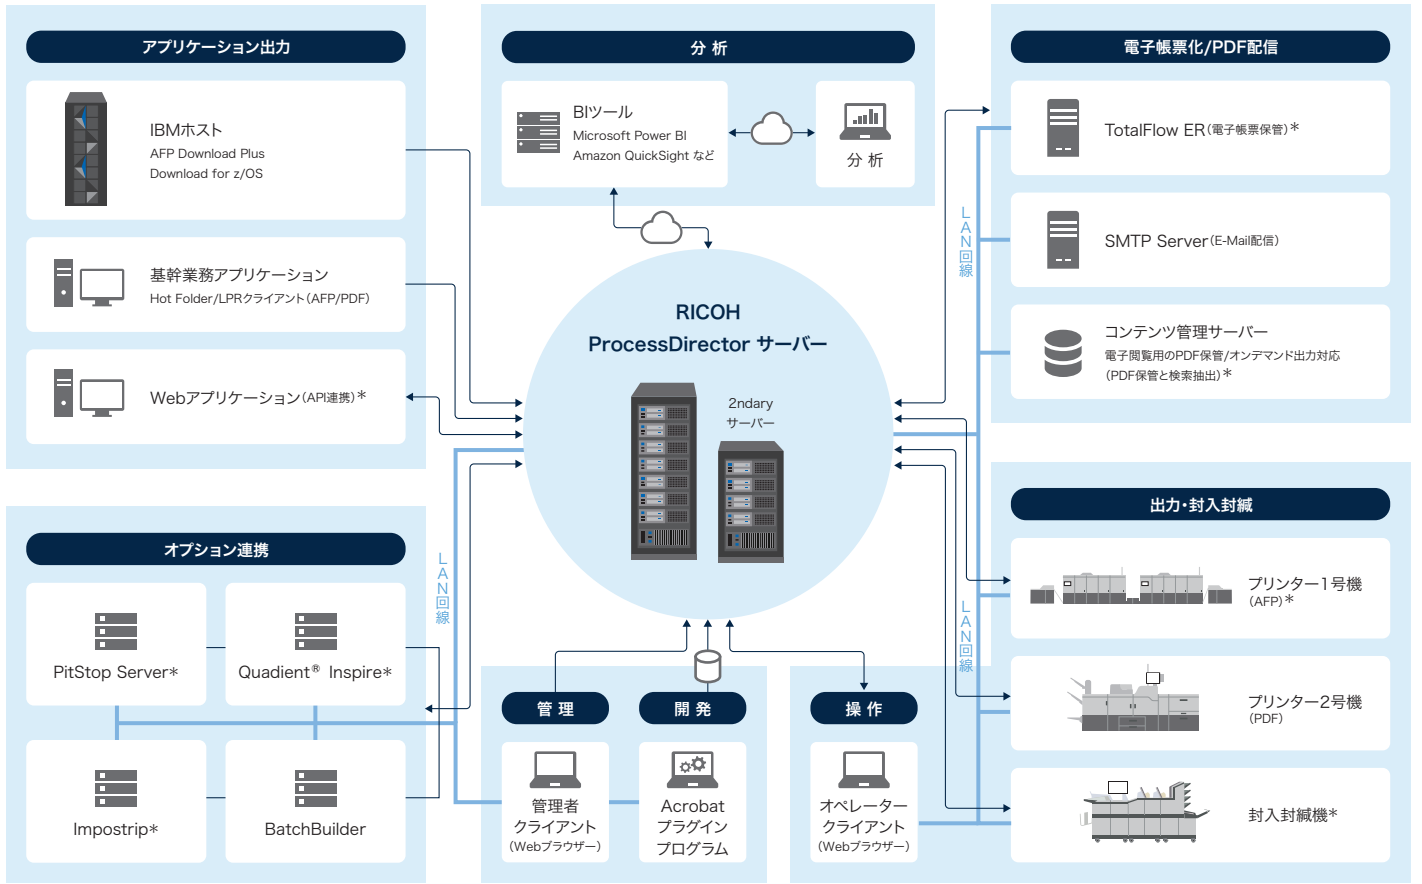 アプリケーション出力
IBMホスト
AFP Download Plus
Download for z/OS
基幹業務アプリケーション
Hot Folder/LPRクライアント(AFP/PDF)
Webアプリケーション(API連携)*
分 析
BIツール
Microsoft Power BI
Amazon QuickSight など
分 析
電子帳票化/PDF配信
TotalFlow ER(電子帳票保管)*
SMTP Server(E-Mail配信)
コンテンツ管理サーバー
電子閲覧用のPDF保管/オンデマンド出力対応
(PDF保管と検索抽出)*
LAN回線
RICOH
ProcessDirector サーバー
2ndary
サーバー
オプション連携
PitStop Server*
Quadient® Inspire*
Impostrip*
BatchBuilder
LAN回線
管 理
管理者
クライアント
(Webブラウザー)
開 発
Acrobat
プラグイン
プログラム
操 作
オペレーター
クライアント
(Webブラウザー)
LAN回線
出力・封入封緘
プリンター1号機
(AFP)*
プリンター2号機
(PDF)
封入封緘機*